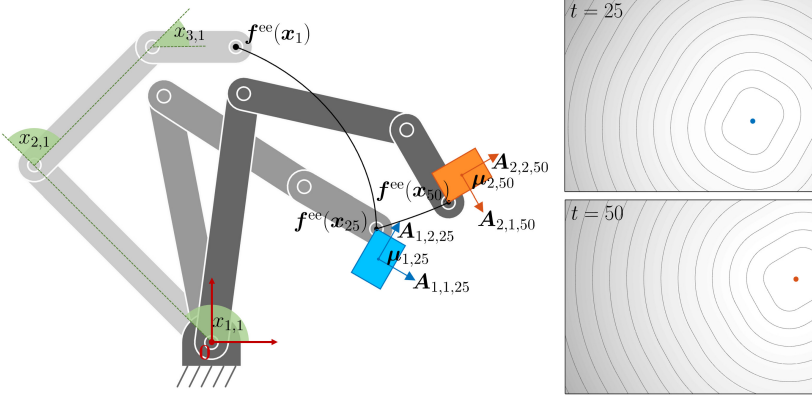 x_{3,1}
f^{ee}(x_1)
x_{2,1}
A_{2,2,50}
μ_{2,50}
f^{ee}(x_{50})
A_{2,1,50}
f^{ee}(x_{25})
A_{1,2,25}
μ_{1,25}
A_{1,1,25}
x_{1,1}
0
t = 25
t = 50